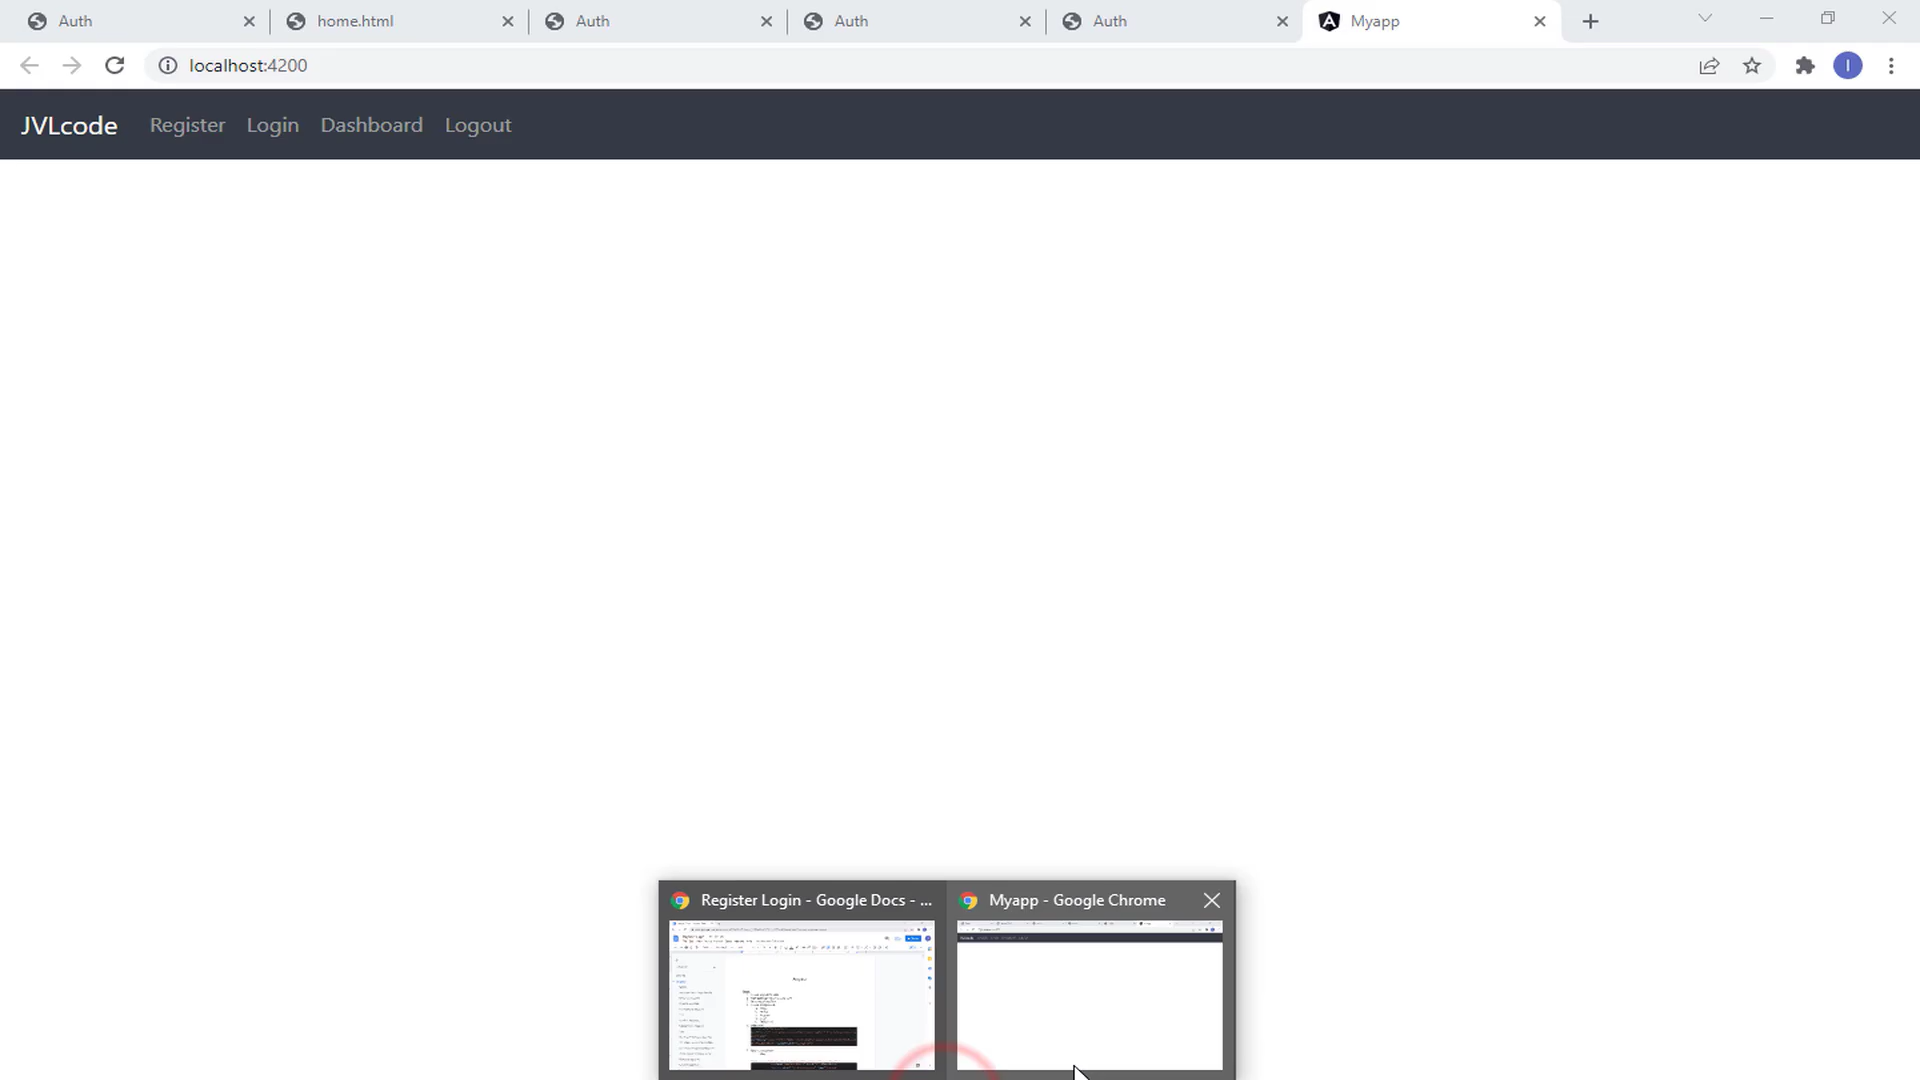 Auth
home.html
Auth
Auth
Auth
Myapp
localhost:4200
I
JVLcode
Register
Login
Dashboard
Logout
Register Login - Google Docs - ...
Myapp - Google Chrome